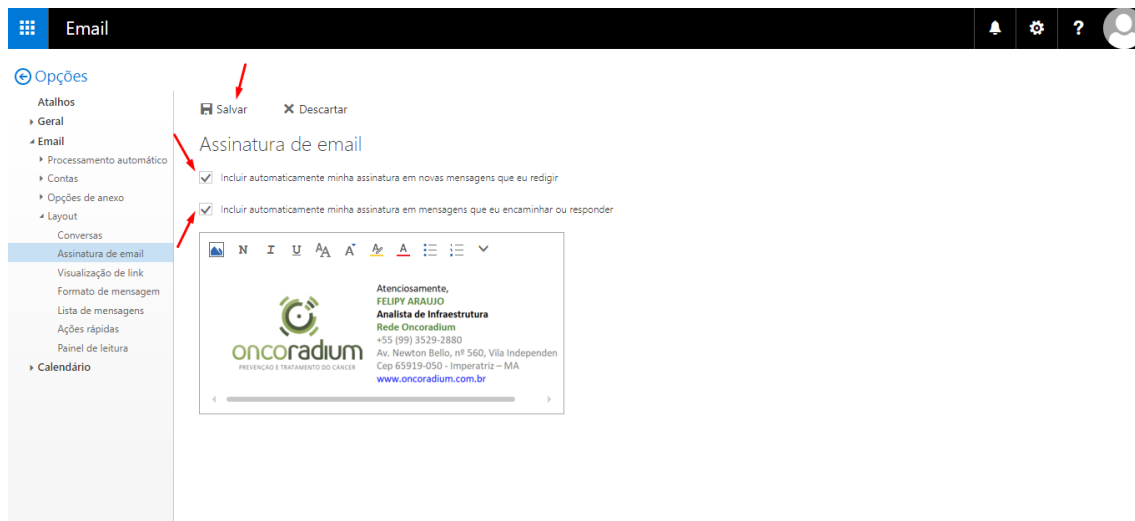 Email
?
Opções
Atalhos
Geral
Email
Processamento automático
Contas
Opções de anexo
Layout
Conversas
Assinatura de email
Visualização de link
Formato de mensagem
Lista de mensagens
Ações rápidas
Painel de leitura
Calendário
Salvar Descartar
Assinatura de email
Incluir automaticamente minha assinatura em novas mensagens que eu redigir
Incluir automaticamente minha assinatura em mensagens que eu encaminhar ou responder
N I U AA A A A
oncoradium
PREVENÇÃO E TRATAMENTO DO CÂNCER
Atenciosamente,
FELIPY ARAUJO
Analista de Infraestrutura
Rede Oncoradium
+55 (99) 3529-2880
Av. Newton Bello, nº 560, Vila Independen
Cep 65919-050 - Imperatriz – MA
www.oncoradium.com.br